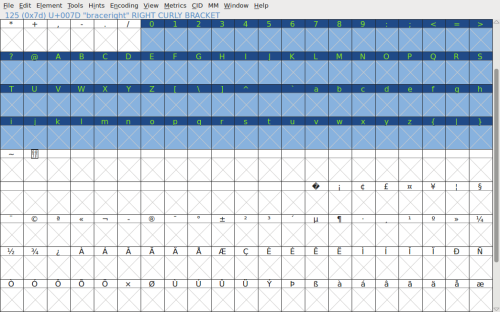 File Edit Element Tools Hints Encoding View Metrics CID MM Window Help
125 (0x7d) U+007D "braceright" RIGHT CURLY BRACKET
* + , - . / 0 1 2 3 4 5 6 7 8 9 : ; < = >
? @ A B C D E F G H I J K L M N O P Q R S
T U V W X Y Z [ \ ] ^ _ ` a b c d e f g h
i j k l m n o p q r s t u v w x y z { | }
~
¡ ¢ £ ¤ ¥ ¦ §
¨ © ª « ¬ - ® ¯ ° ± ² ³ ´ µ ¶ · ¸ ¹ º » ¼
½ ¾ ¿ À Á Â Ã Ä Å Æ Ç È É Ê Ë Ì Í Î Ï Ð Ñ
Ò Ó Ô Õ Ö × Ø Ù Ú Û Ü Ý Þ ß à á â ã ä å æ